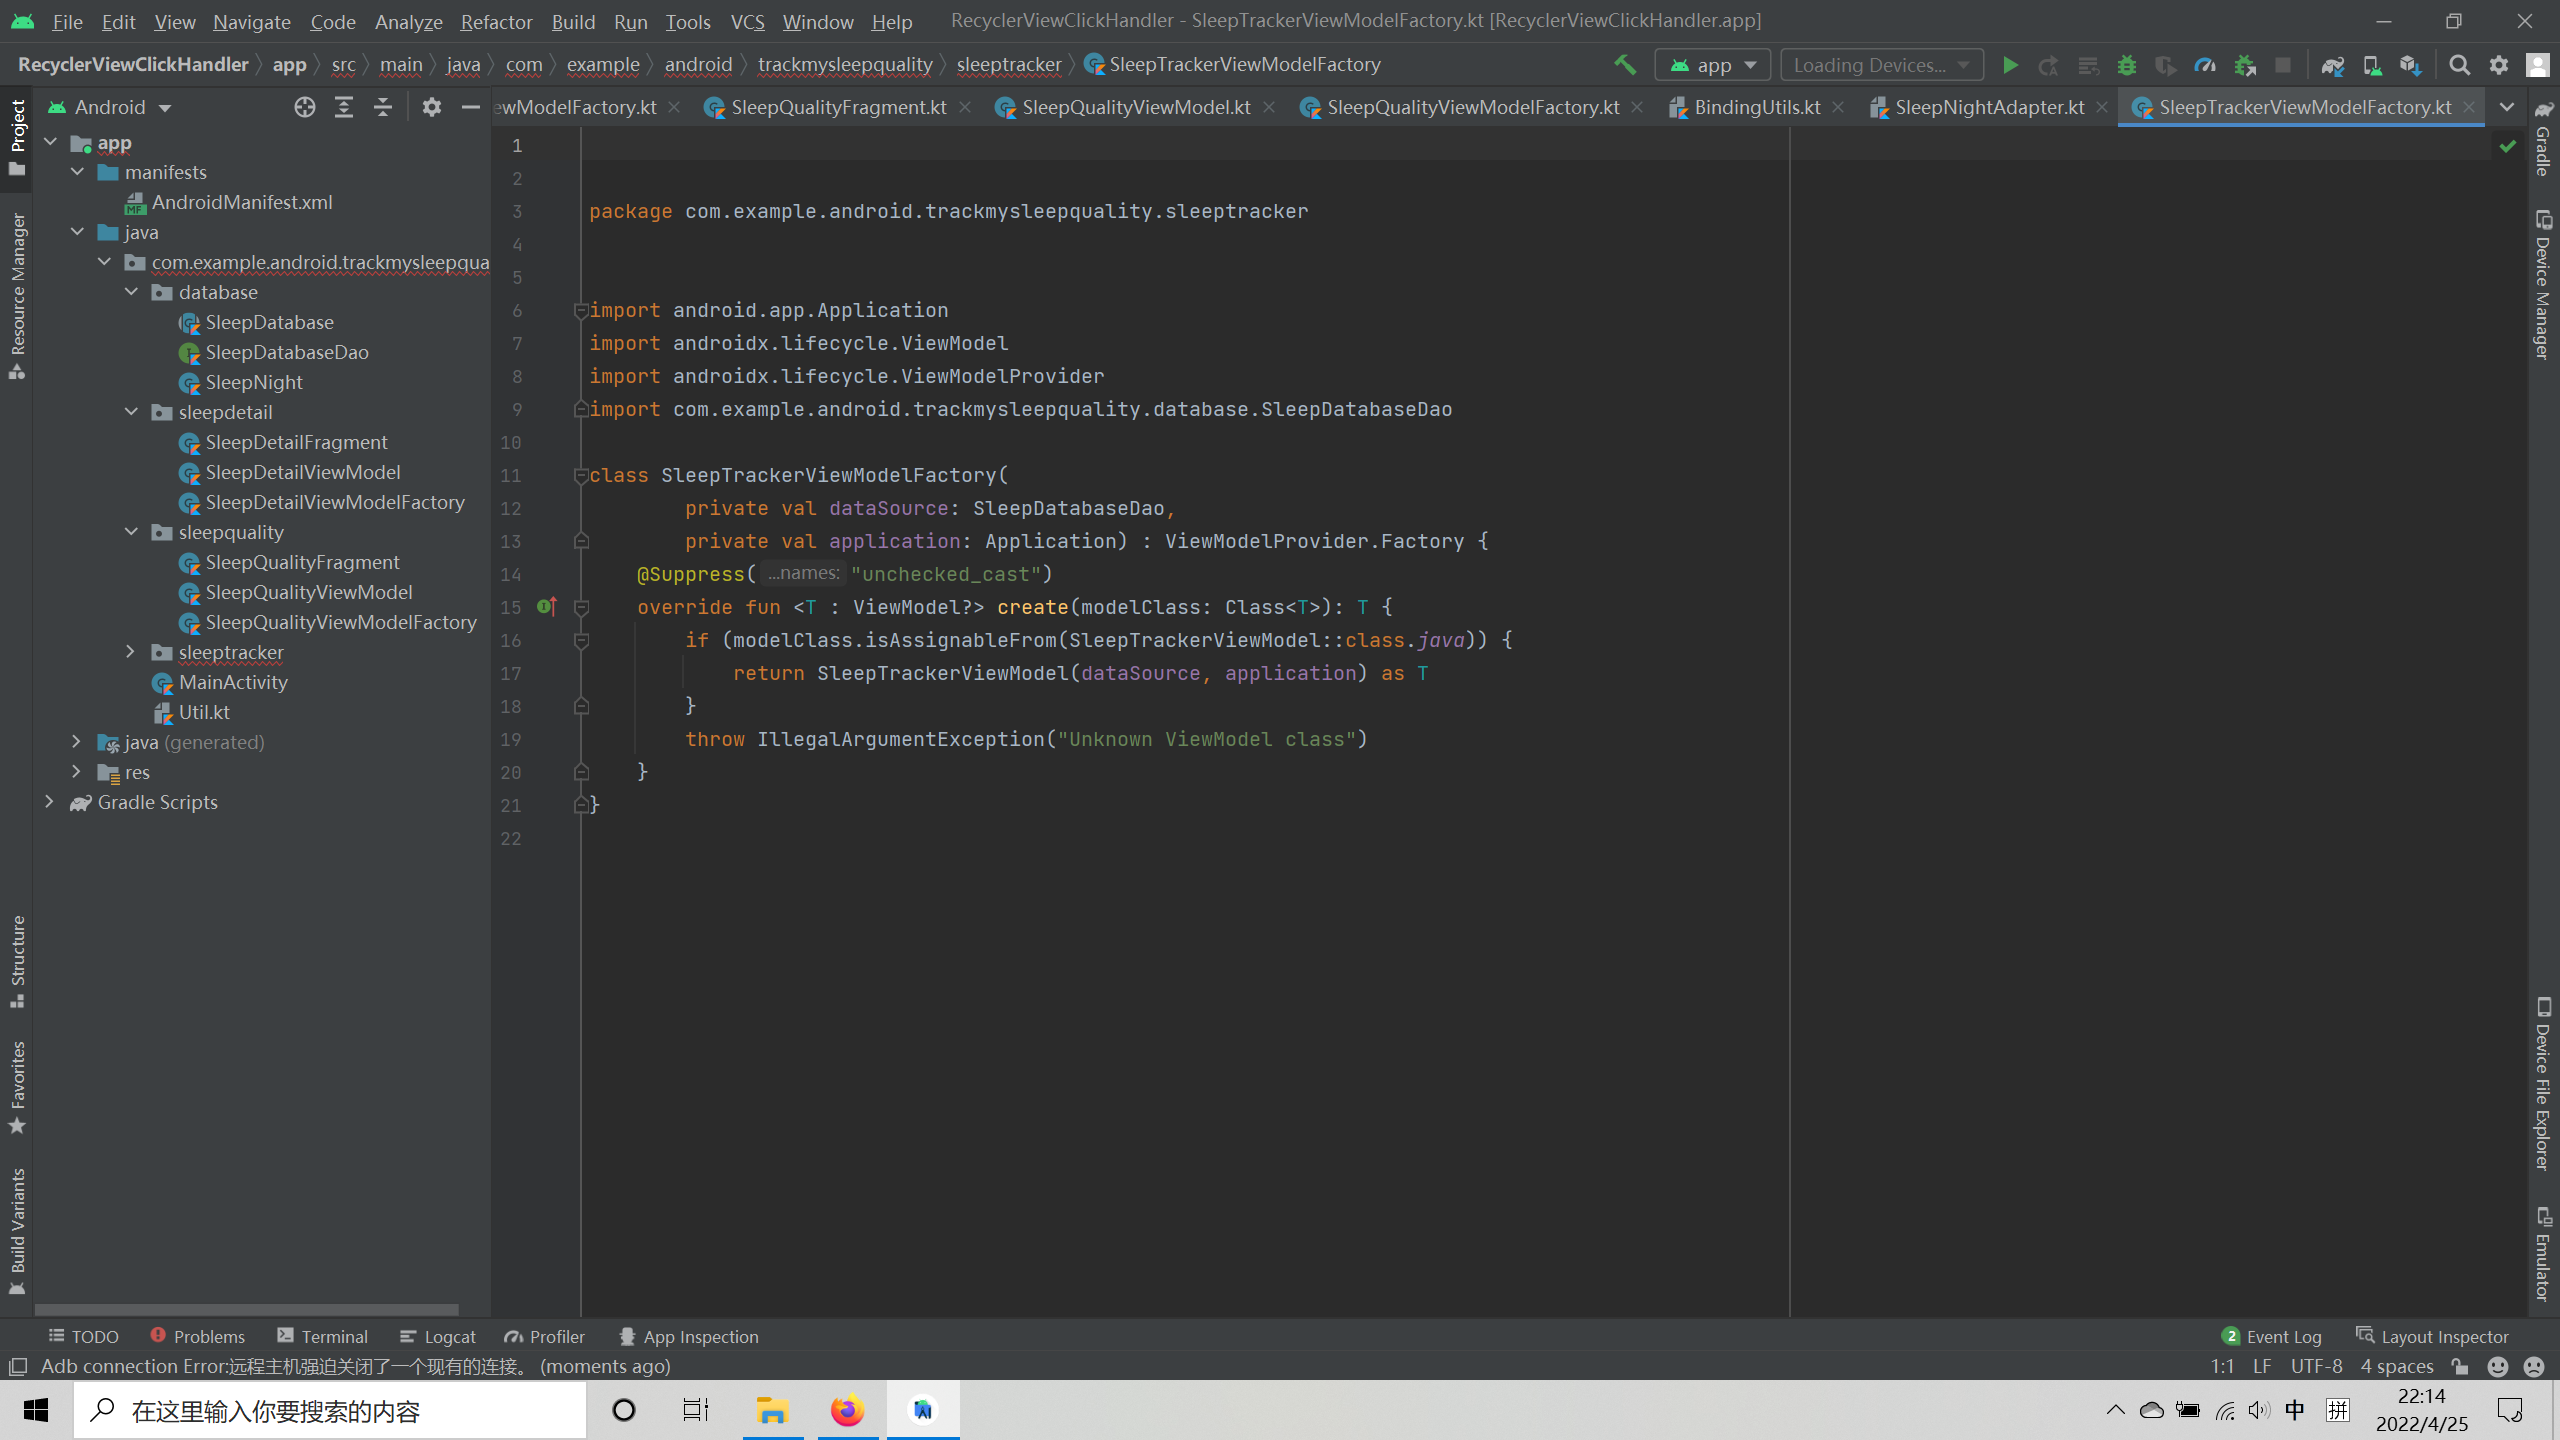 File Edit View Navigate Code Analyze Refactor Build Run Tools VCS Window Help RecyclerViewClickHandler - SleepTrackerViewModelFactory.kt [RecyclerViewClickHandler.app]
RecyclerViewClickHandler app src main java com example android trackmysleepquality sleeptracker SleepTrackerViewModelFactory app Loading Devices...
Android
ewModelFactory.kt SleepQualityFragment.kt SleepQualityViewModel.kt SleepQualityViewModelFactory.kt BindingUtils.kt SleepNightAdapter.kt SleepTrackerViewModelFactory.kt
Project
Resource Manager
Structure
Favorites
Build Variants
app
manifests
AndroidManifest.xml
java
com.example.android.trackmysleepqua
database
SleepDatabase
SleepDatabaseDao
SleepNight
sleepdetail
SleepDetailFragment
SleepDetailViewModel
SleepDetailViewModelFactory
sleepquality
SleepQualityFragment
SleepQualityViewModel
SleepQualityViewModelFactory
sleeptracker
MainActivity
Util.kt
java (generated)
res
Gradle Scripts
1
2
3 package com.example.android.trackmysleepquality.sleeptracker
4
5
6 import android.app.Application
7 import androidx.lifecycle.ViewModel
8 import androidx.lifecycle.ViewModelProvider
9 import com.example.android.trackmysleepquality.database.SleepDatabaseDao
10
11 class SleepTrackerViewModelFactory(
12 private val dataSource: SleepDatabaseDao,
13 private val application: Application) : ViewModelProvider.Factory {
14 @Suppress( ...names: "unchecked_cast")
15 override fun <T : ViewModel?> create(modelClass: Class<T>): T {
16 if (modelClass.isAssignableFrom(SleepTrackerViewModel::class.java)) {
17 return SleepTrackerViewModel(dataSource, application) as T
18 }
19 throw IllegalArgumentException("Unknown ViewModel class")
20 }
21 }
22
Gradle
Device Manager
Device File Explorer
Emulator
TODO Problems Terminal Logcat Profiler App Inspection 2 Event Log Layout Inspector
Adb connection Error:远程主机强迫关闭了一个现有的连接。 (moments ago) 1:1 LF UTF-8 4 spaces
在这里输入你要搜索的内容
中 拼
22:14
2022/4/25